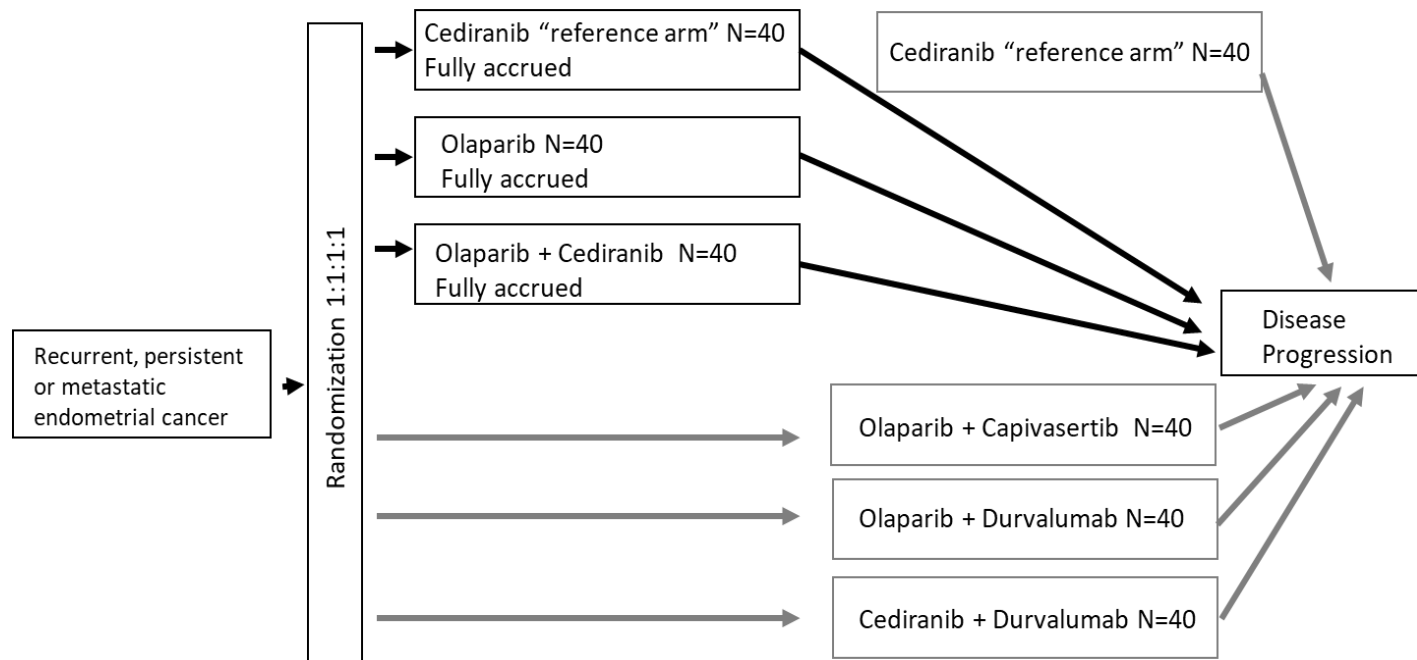 Recurrent, persistent
or metastatic
endometrial cancer
Randomization 1:1:1:1
Cediranib “reference arm” N=40
Fully accrued
Olaparib N=40
Fully accrued
Olaparib + Cediranib N=40
Fully accrued
Cediranib “reference arm” N=40
Olaparib + Capivasertib N=40
Olaparib + Durvalumab N=40
Cediranib + Durvalumab N=40
Disease
Progression